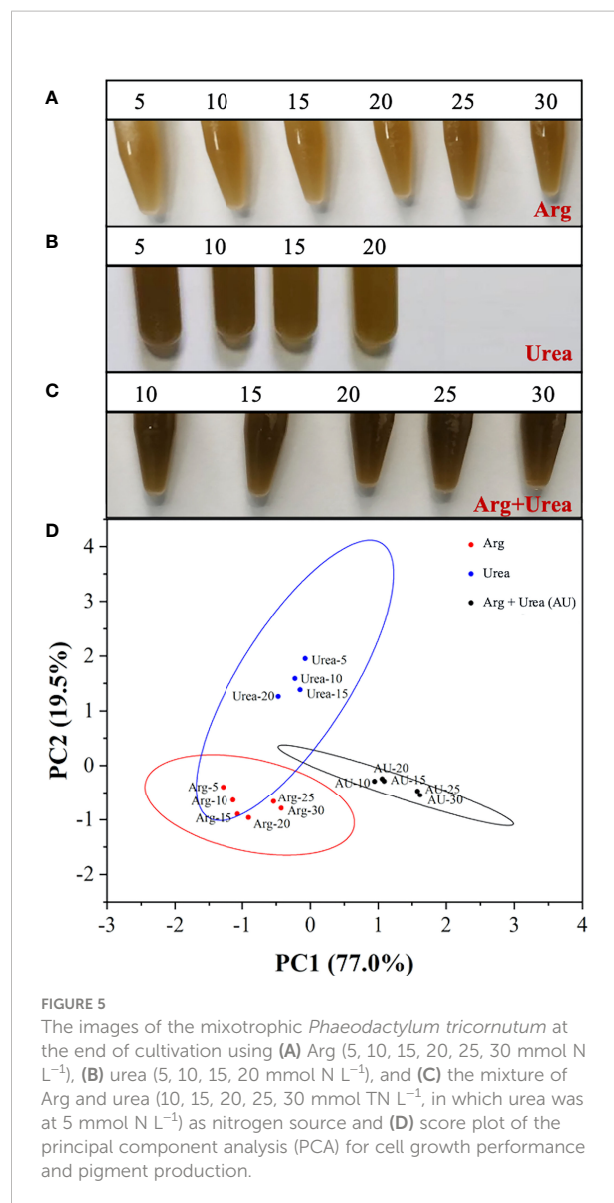 A
5 10 15 20 25 30
Arg
B
5 10 15 20
Urea
C
10 15 20 25 30
Arg+Urea
D
4
3
2
1
0
-1
-2
PC2 (19.5%)
Arg
Urea
Arg + Urea (AU)
Urea-5
Urea-10
Urea-20
Urea-15
AU-20
AU-10
AU-15
AU-25
AU-30
Arg-5
Arg-10
Arg-25
Arg-30
Arg-15
Arg-20
-3 -2 -1 0 1 2 3 4
PC1 (77.0%)
FIGURE 5
The images of the mixotrophic Phaeodactylum tricornutum at
the end of cultivation using (A) Arg (5, 10, 15, 20, 25, 30 mmol N
L⁻¹), (B) urea (5, 10, 15, 20 mmol N L⁻¹), and (C) the mixture of
Arg and urea (10, 15, 20, 25, 30 mmol TN L⁻¹, in which urea was
at 5 mmol N L⁻¹) as nitrogen source and (D) score plot of the
principal component analysis (PCA) for cell growth performance
and pigment production.